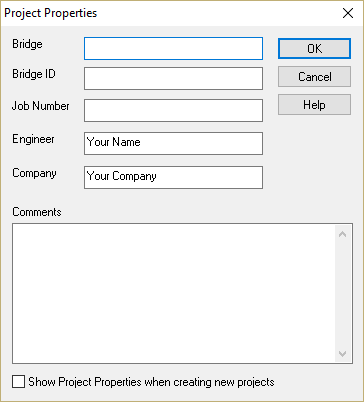 Project Properties
Bridge
OK
Bridge ID
Cancel
Job Number
Help
Engineer
Your Name
Company
Your Company
Comments
Show Project Properties when creating new projects